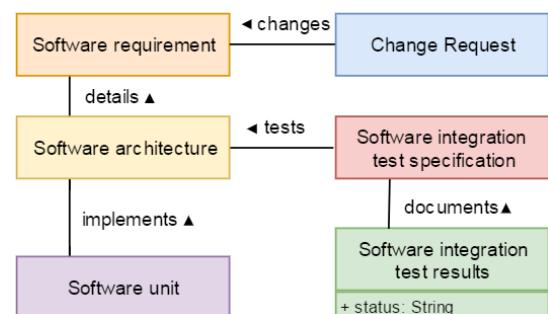 ◄ changes
Software requirement
Change Request
details ▲
◄ tests
Software architecture
Software integration
test specification
implements ▲
documents▲
Software integration
test results
Software unit
+ status: String